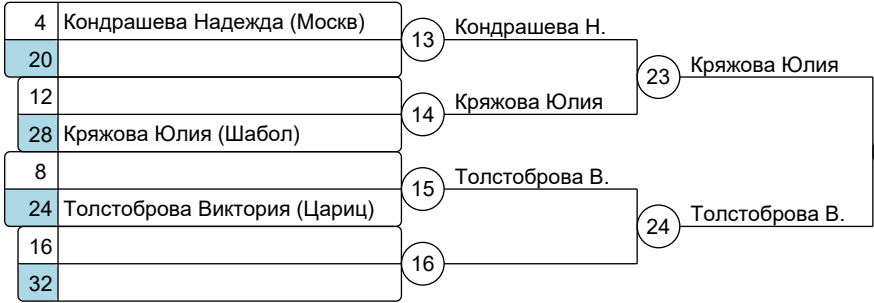 4 Кондрашева Надежда (Москв)
13 Кондрашева Н.
20
23 Кряжова Юлия
12
14 Кряжова Юлия
28 Кряжова Юлия (Шабол)
8
15 Толстоброва В.
24 Толстоброва Виктория (Цариц)
24 Толстоброва В.
16
16
32